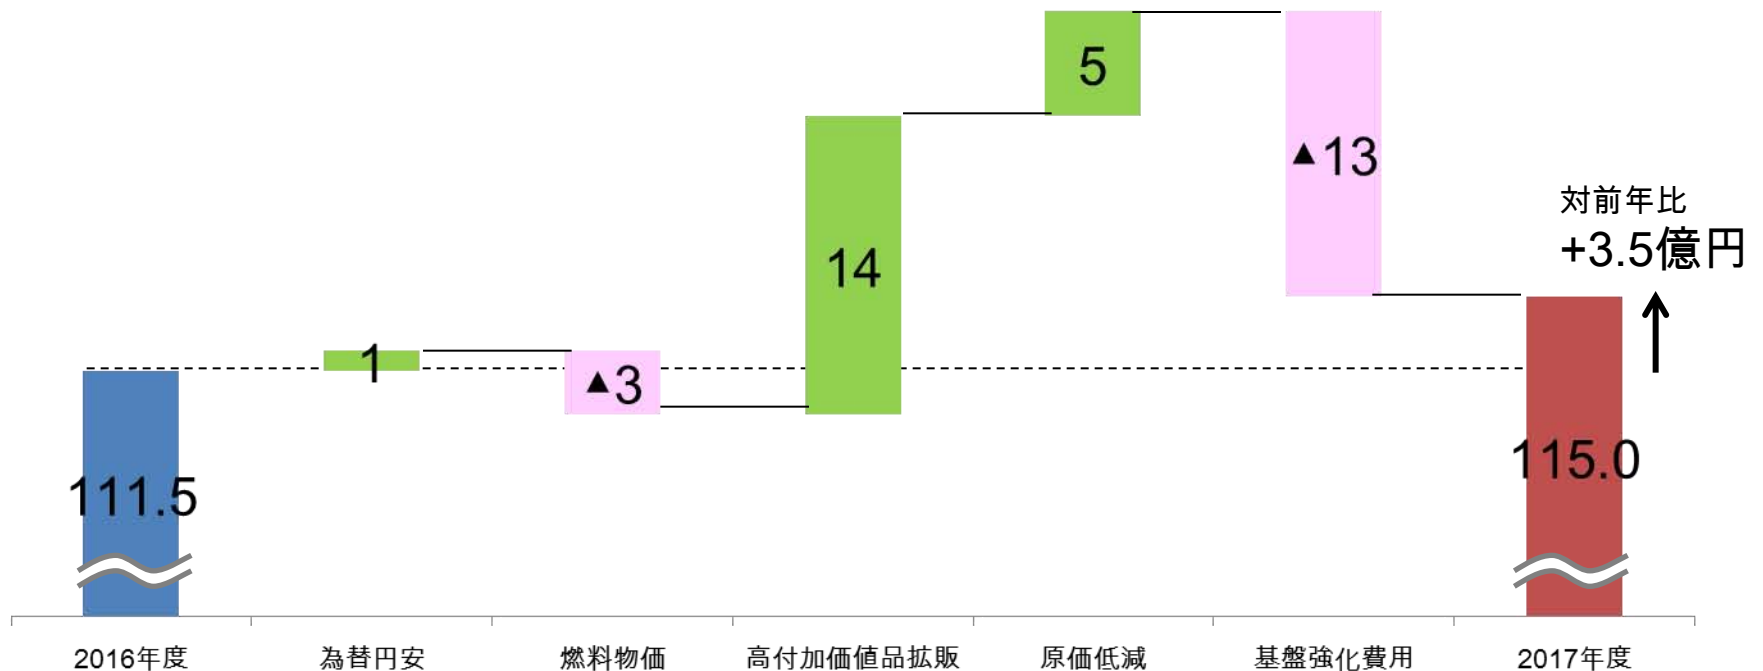 5
▲13
対前年比
+3.5億円
14
1
▲3
111.5
115.0
2016年度 為替円安 燃料物価 高付加価値品拡販 原価低減 基盤強化費用 2017年度